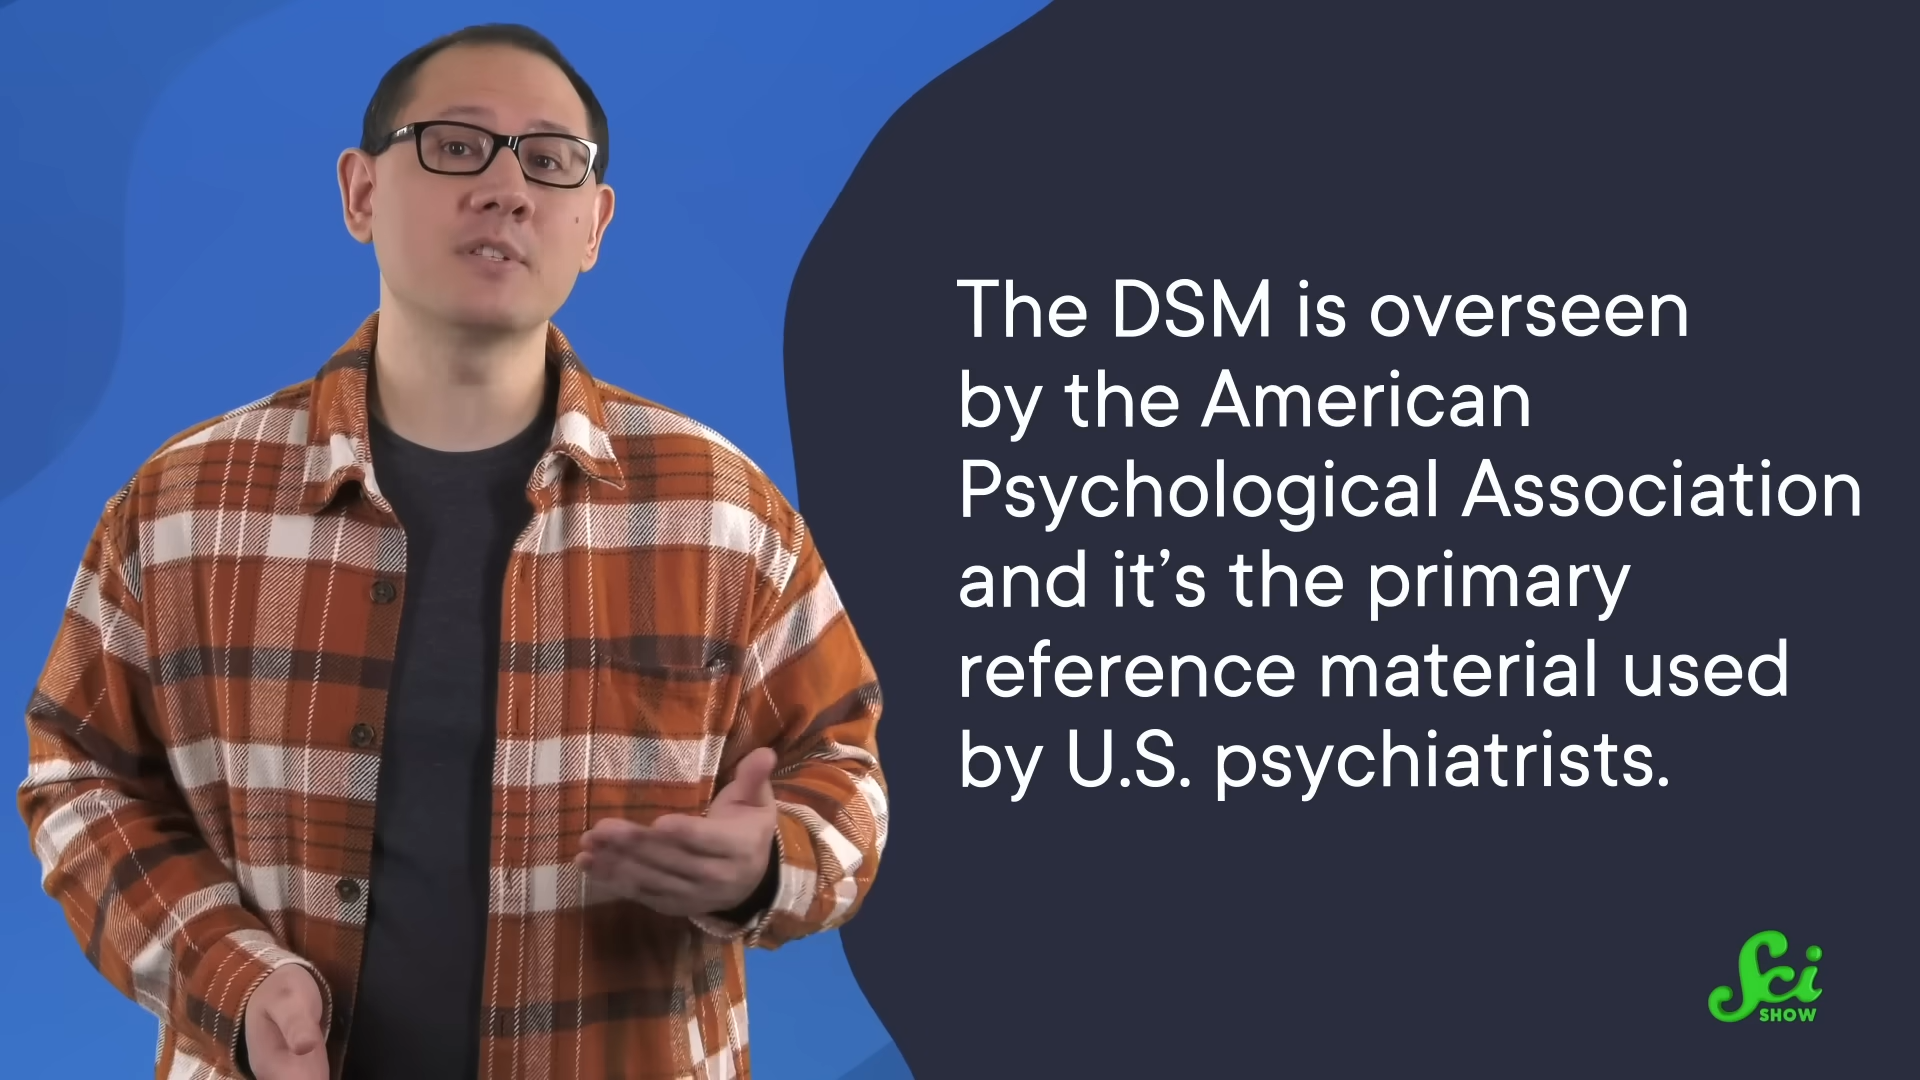 The DSM is overseen
by the American
Psychological Association
and it’s the primary
reference material used
by U.S. psychiatrists.
Sci
SHOW